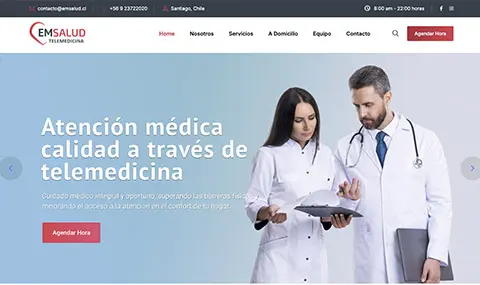 contacto@emsalud.cl +56 9 23722020 Santiago, Chile 8:00 am - 22:00 horas
EMSALUD
TELEMEDICINA
Home Nosotros Servicios A Domicilio Equipo Contacto Agendar Hora
Atención médica
calidad a través de
telemedicina
Cuidado médico integral y oportuno, superando las barreras físicas y
mejorando el acceso a la atención en el confort de tu hogar.
Agendar Hora